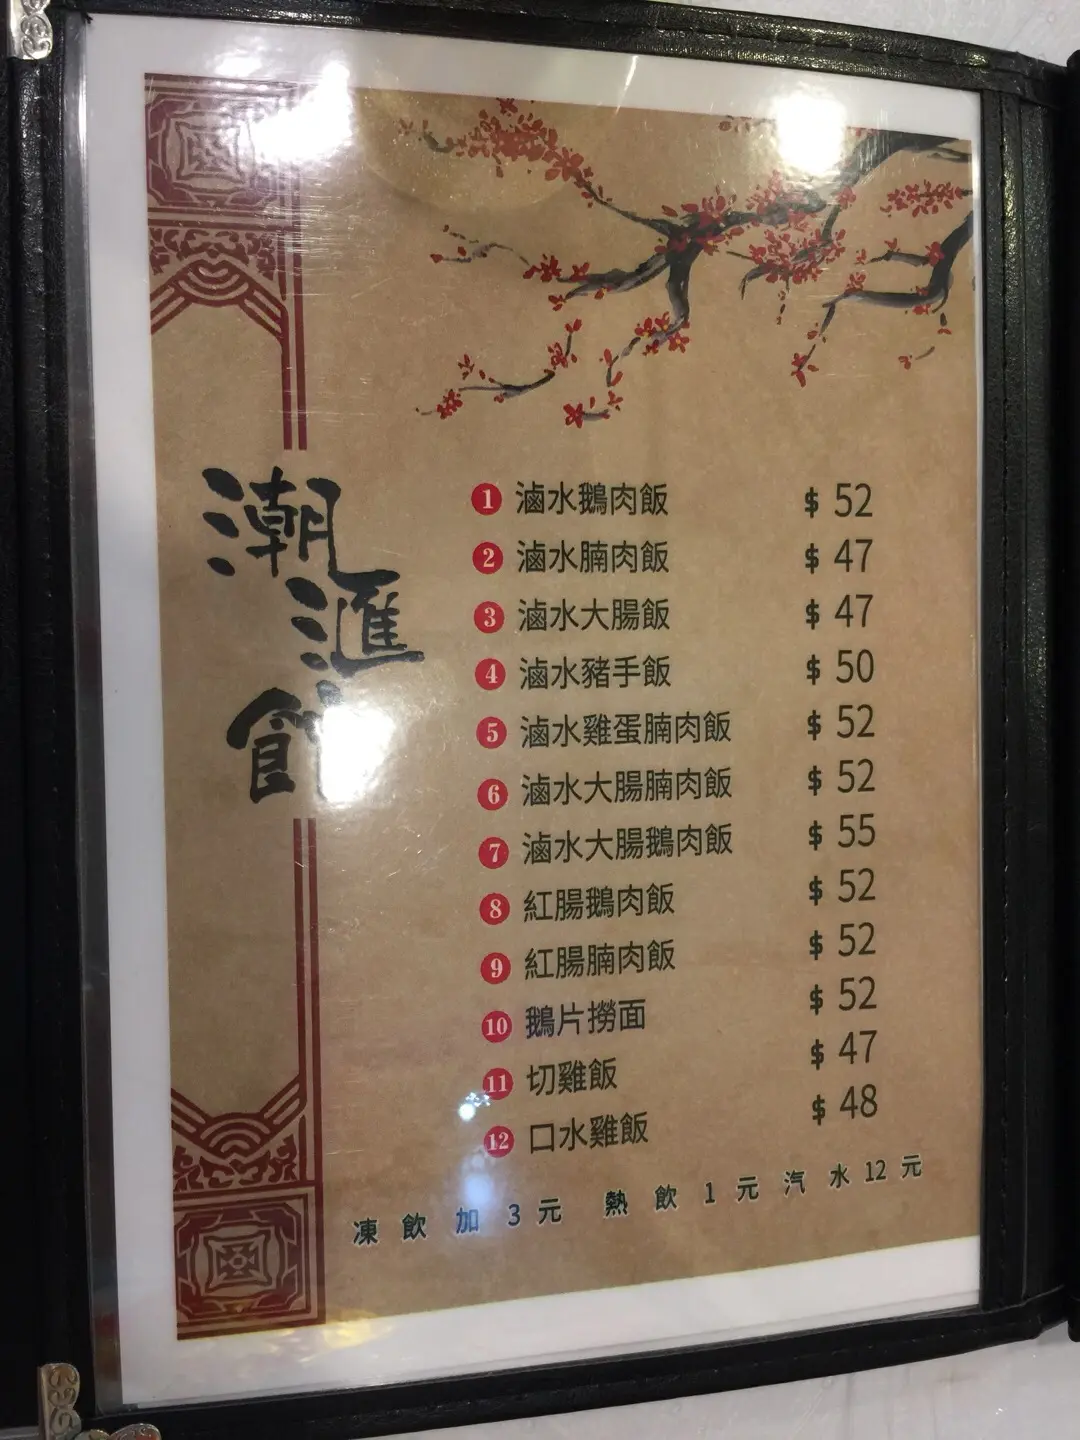 潮滙
1 滷水鵝肉飯 $ 52
2 滷水腩肉飯 $ 47
3 滷水大腸飯 $ 47
4 滷水豬手飯 $ 50
5 滷水雞蛋腩肉飯 $ 52
6 滷水大腸腩肉飯 $ 52
7 滷水大腸鵝肉飯 $ 55
8 紅腸鵝肉飯 $ 52
9 紅腸腩肉飯 $ 52
10 鵝片撈面 $ 52
11 切雞飯 $ 47
12 口水雞飯 $ 48
凍飲加3元 熱飲1元 汽水12元